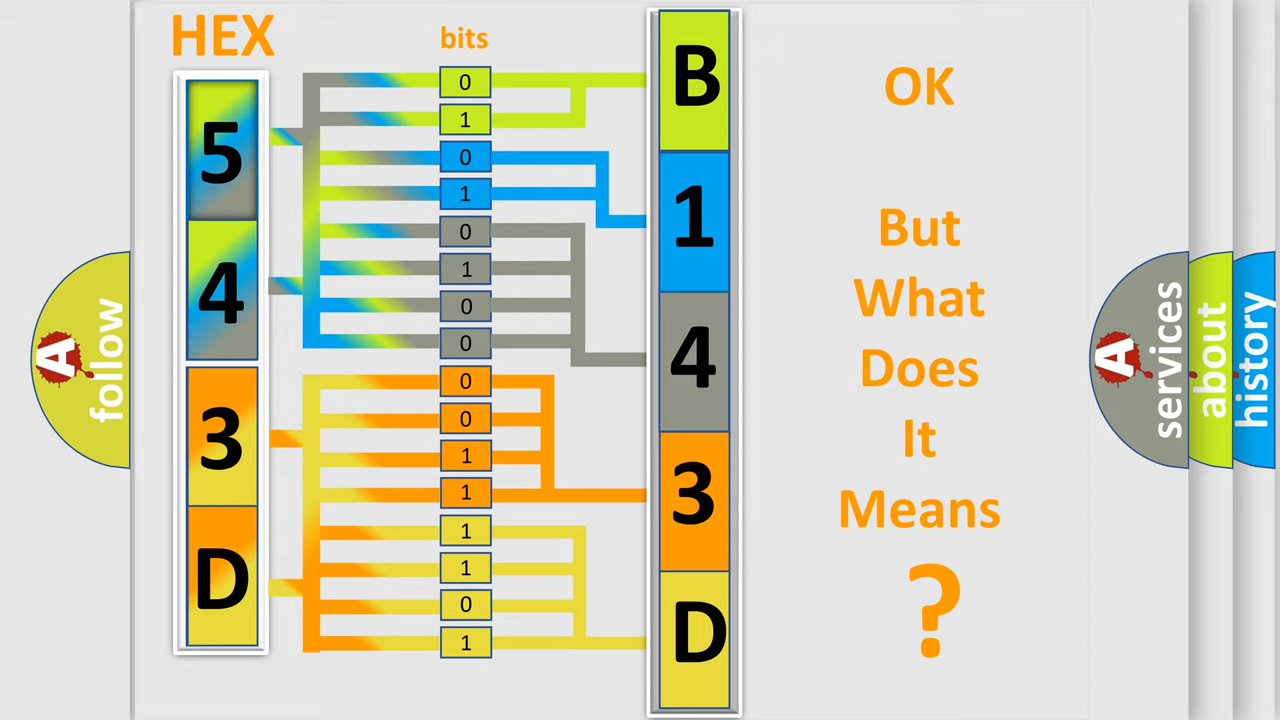 HEX
bits
5
4
3
D
0
1
0
1
0
1
0
0
0
0
1
1
1
1
0
1
B
1
4
3
D
OK
But
What
Does
It
Means
?
A
follow
A
services
about
history